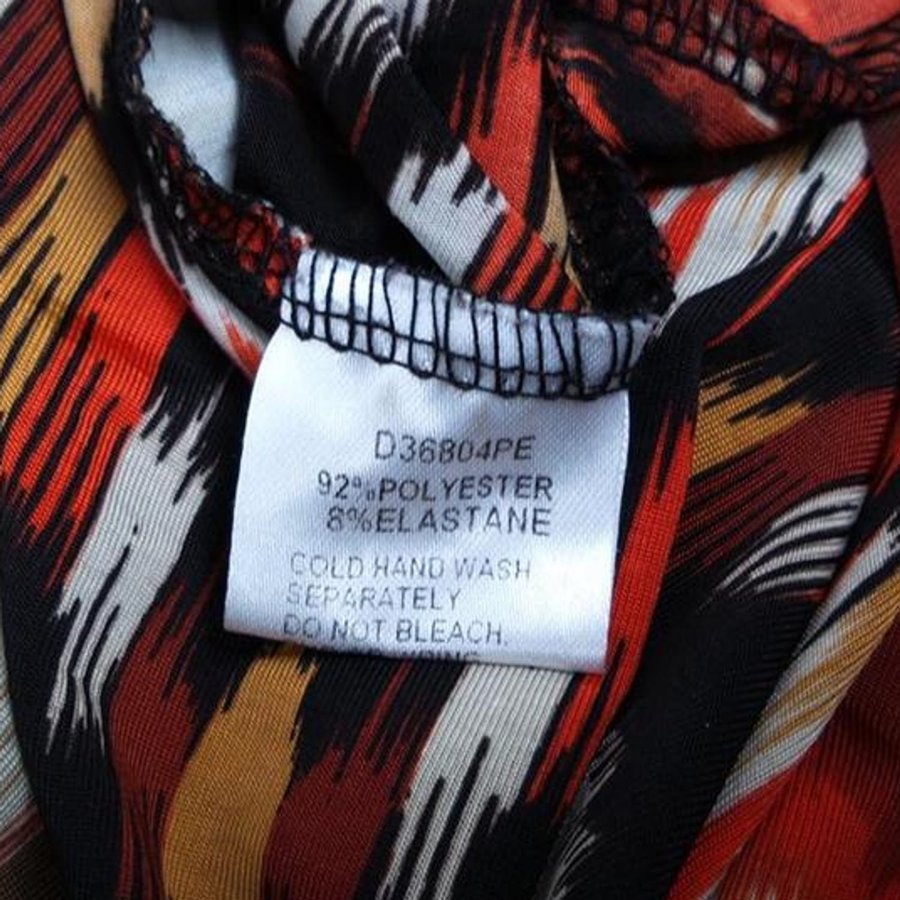 D36804PE
92%POLYESTER
8%ELASTANE
COLD HAND WASH
SEPARATELY
DO NOT BLEACH.